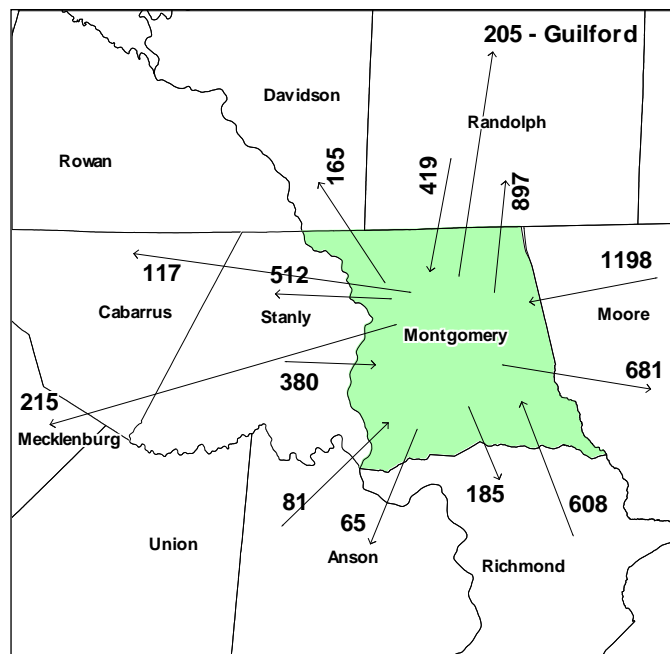 205 - Guilford
Davidson
Randolph
Rowan
165
419
897
117
512
1198
Cabarrus
Stanly
Moore
Montgomery
380
681
215
Mecklenburg
81
65
185
608
Union
Anson
Richmond